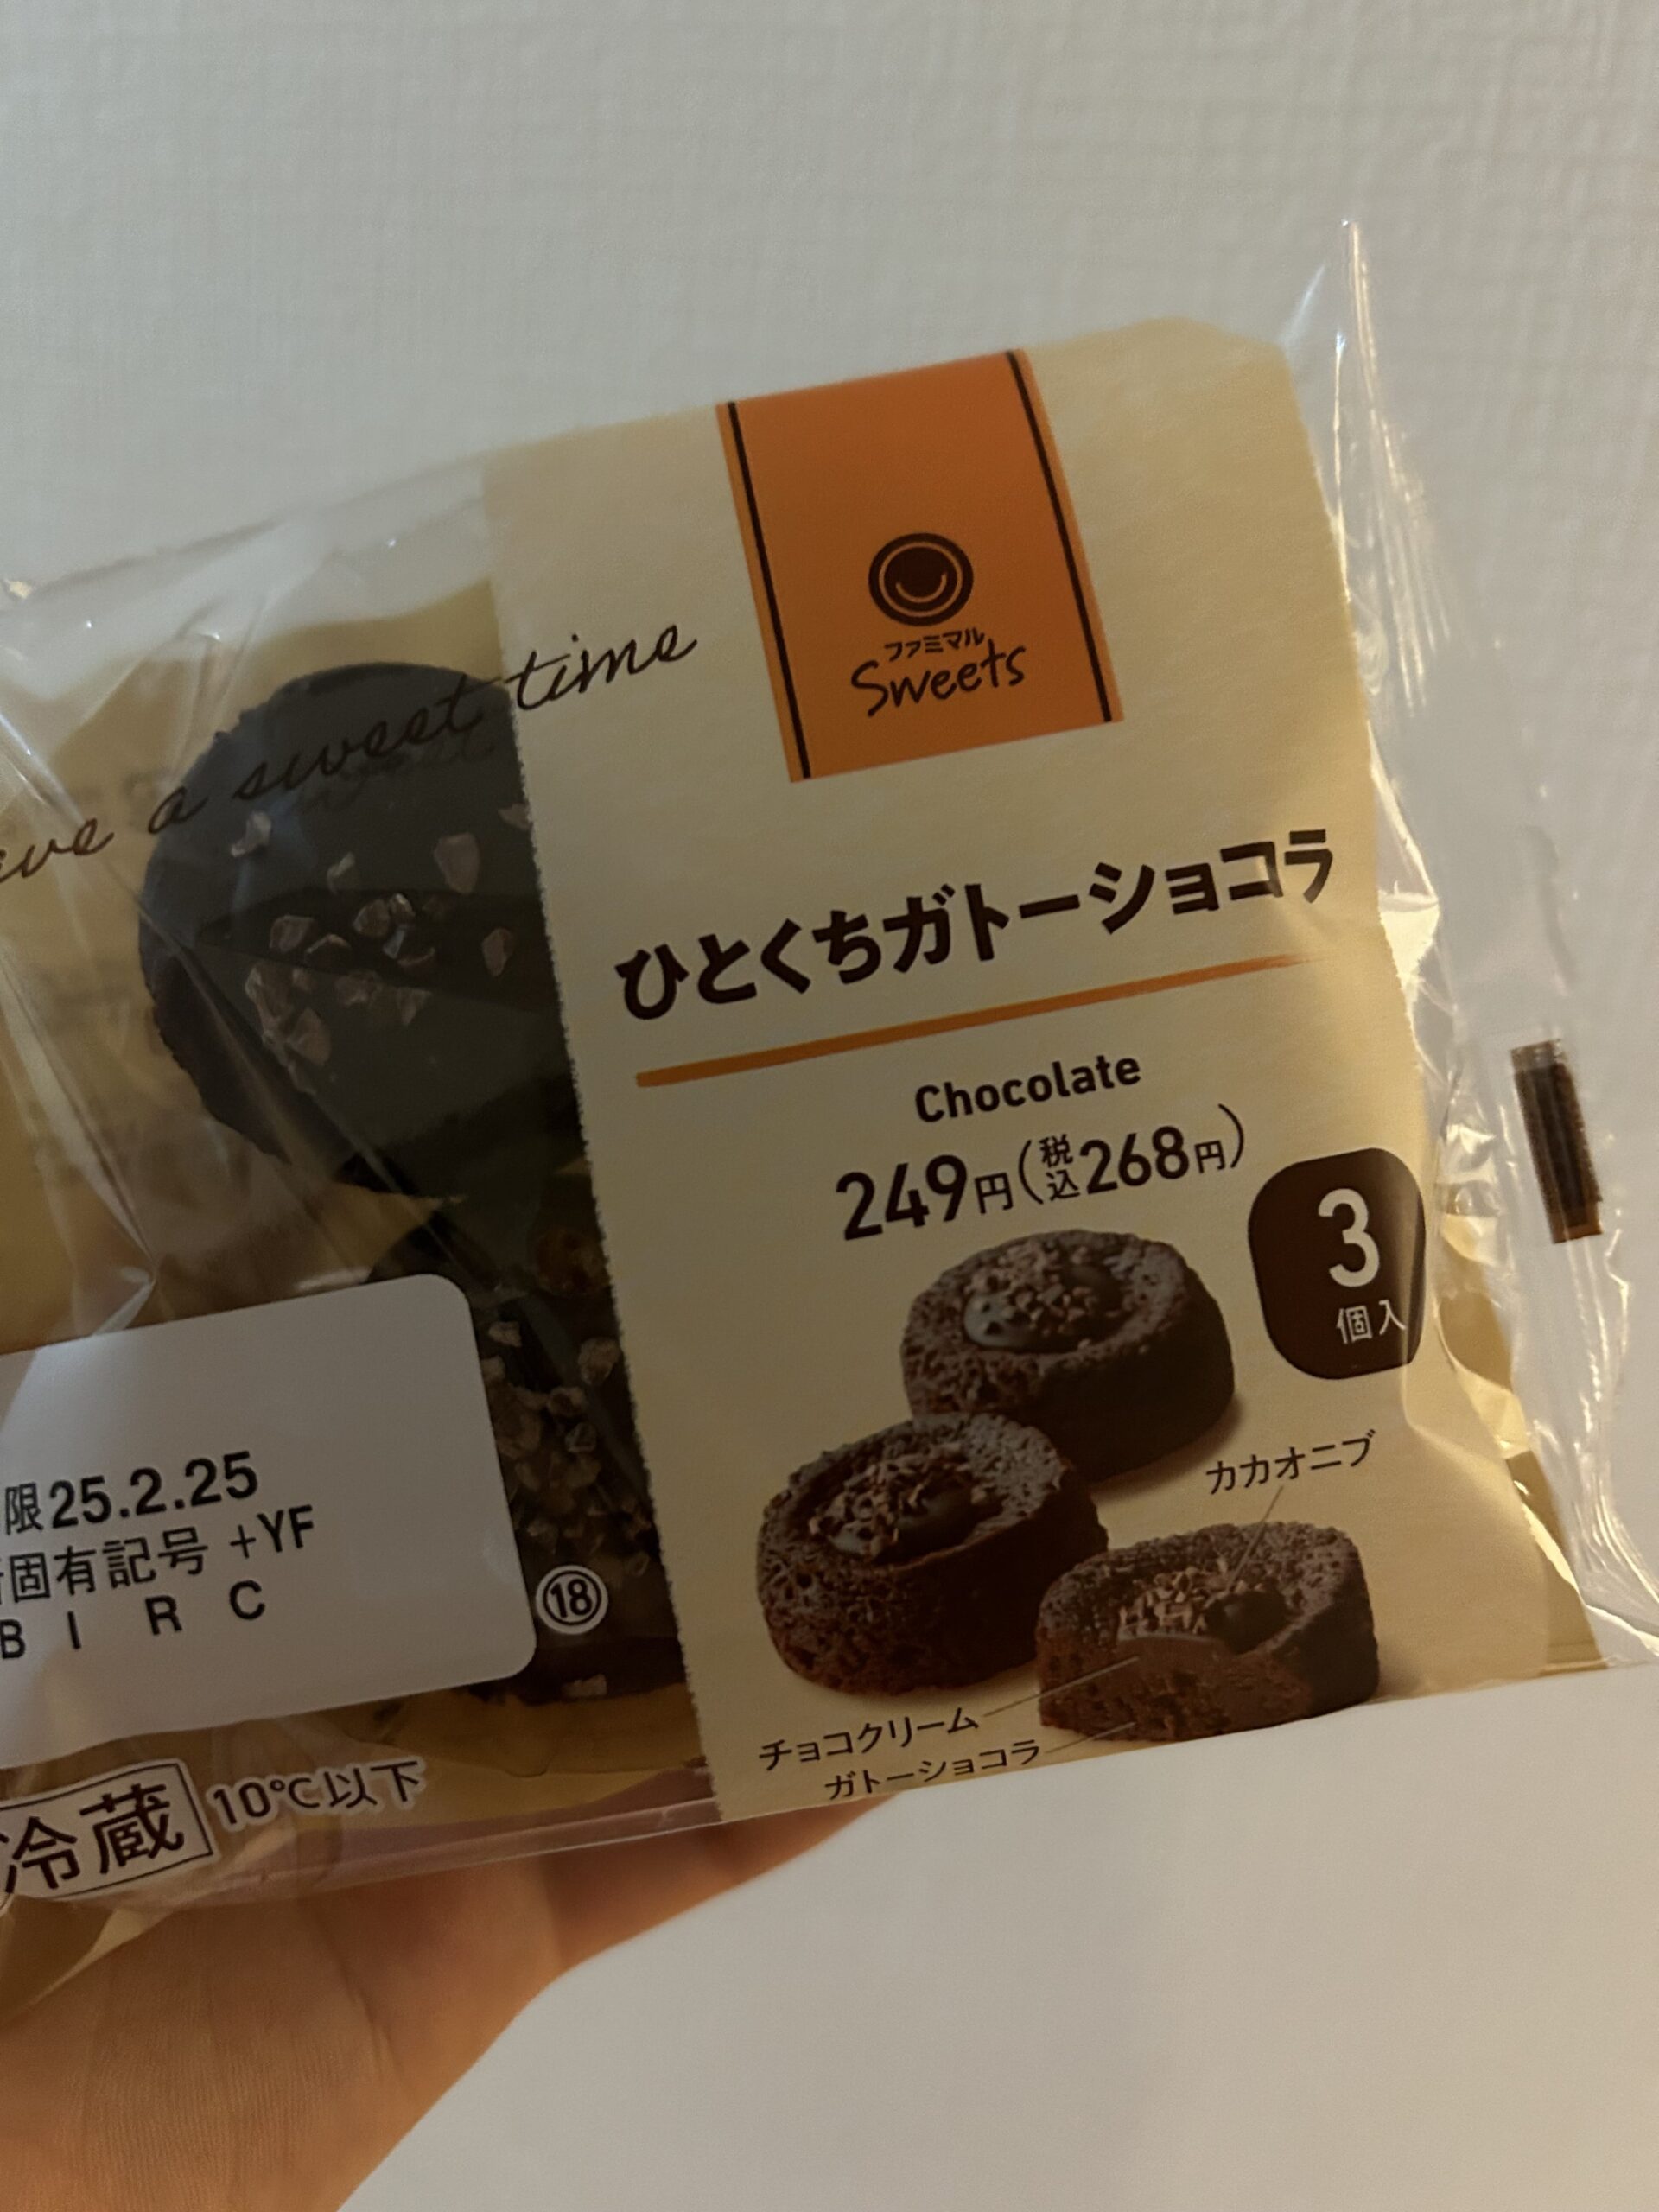 a sweet time
ファミマル
Sweets
ひとくちガトーショコラ
Chocolate
249円(税込268円)
3
個入
カカオニブ
チョコクリーム
ガトーショコラ
限25.2.25
固有記号 +YF
B I R C
⑱
冷蔵 10℃以下